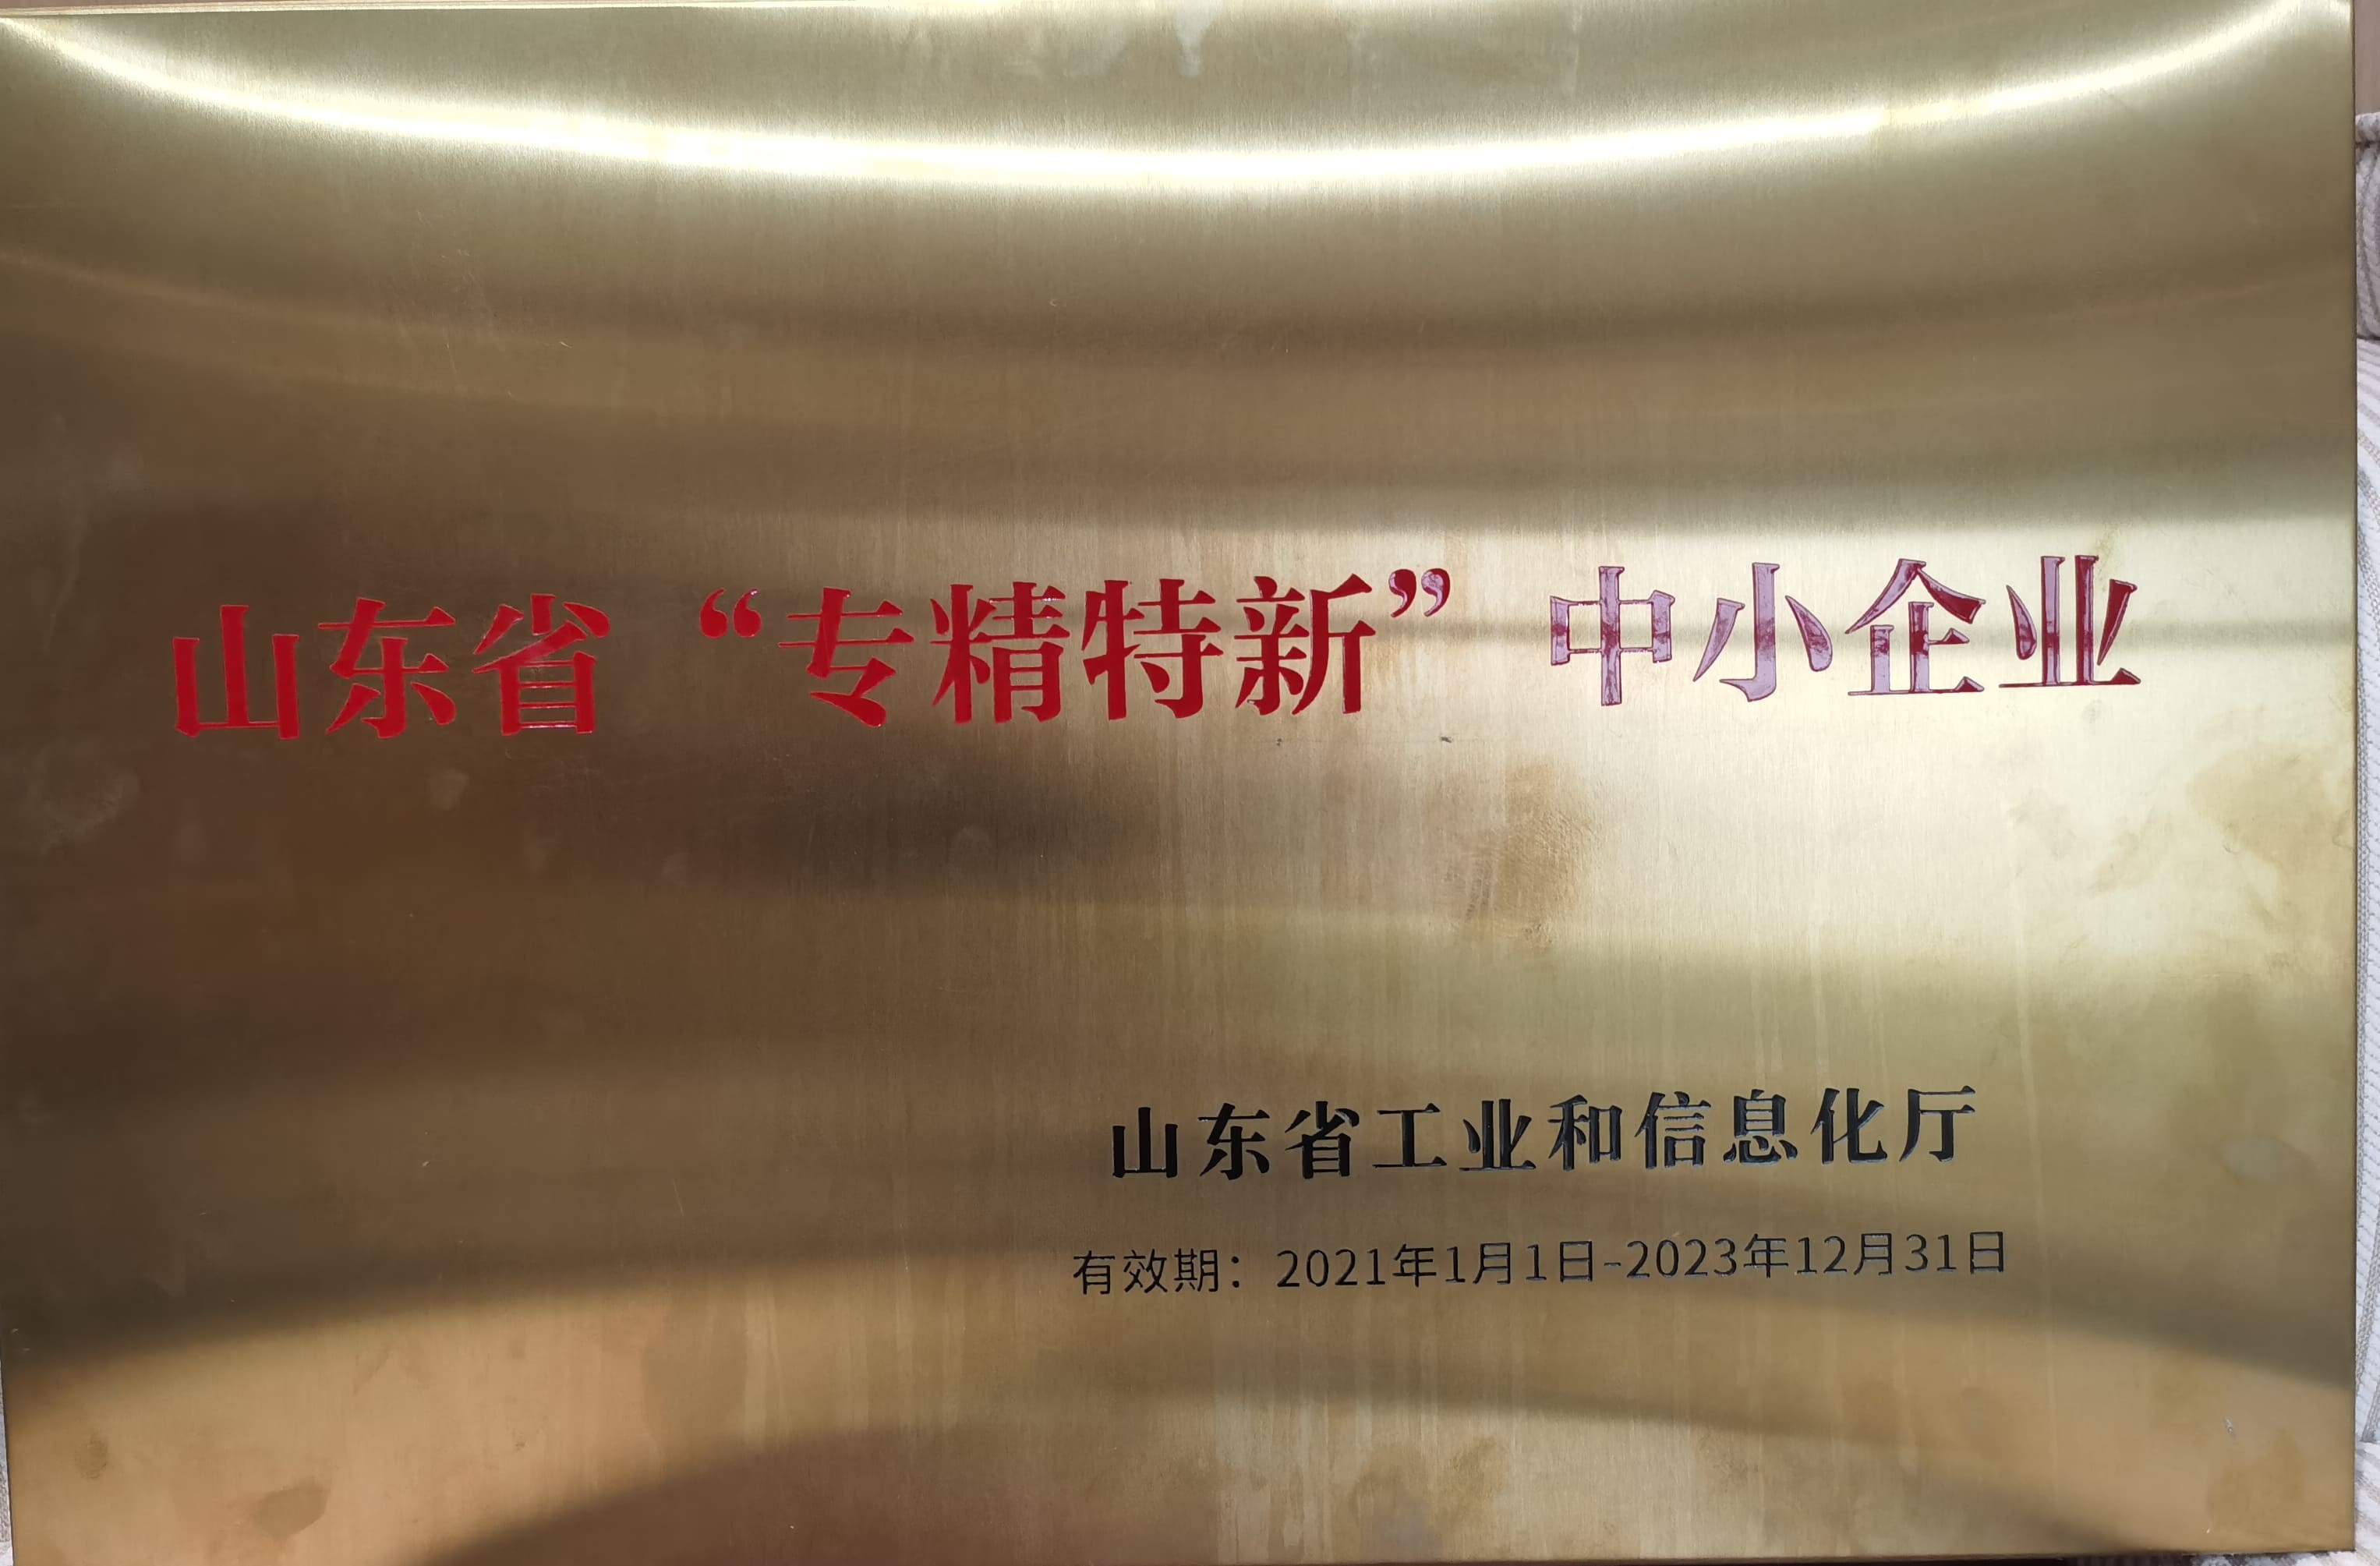 山东省“专精特新”中小企业
山东省工业和信息化厅
有效期：2021年1月1日-2023年12月31日